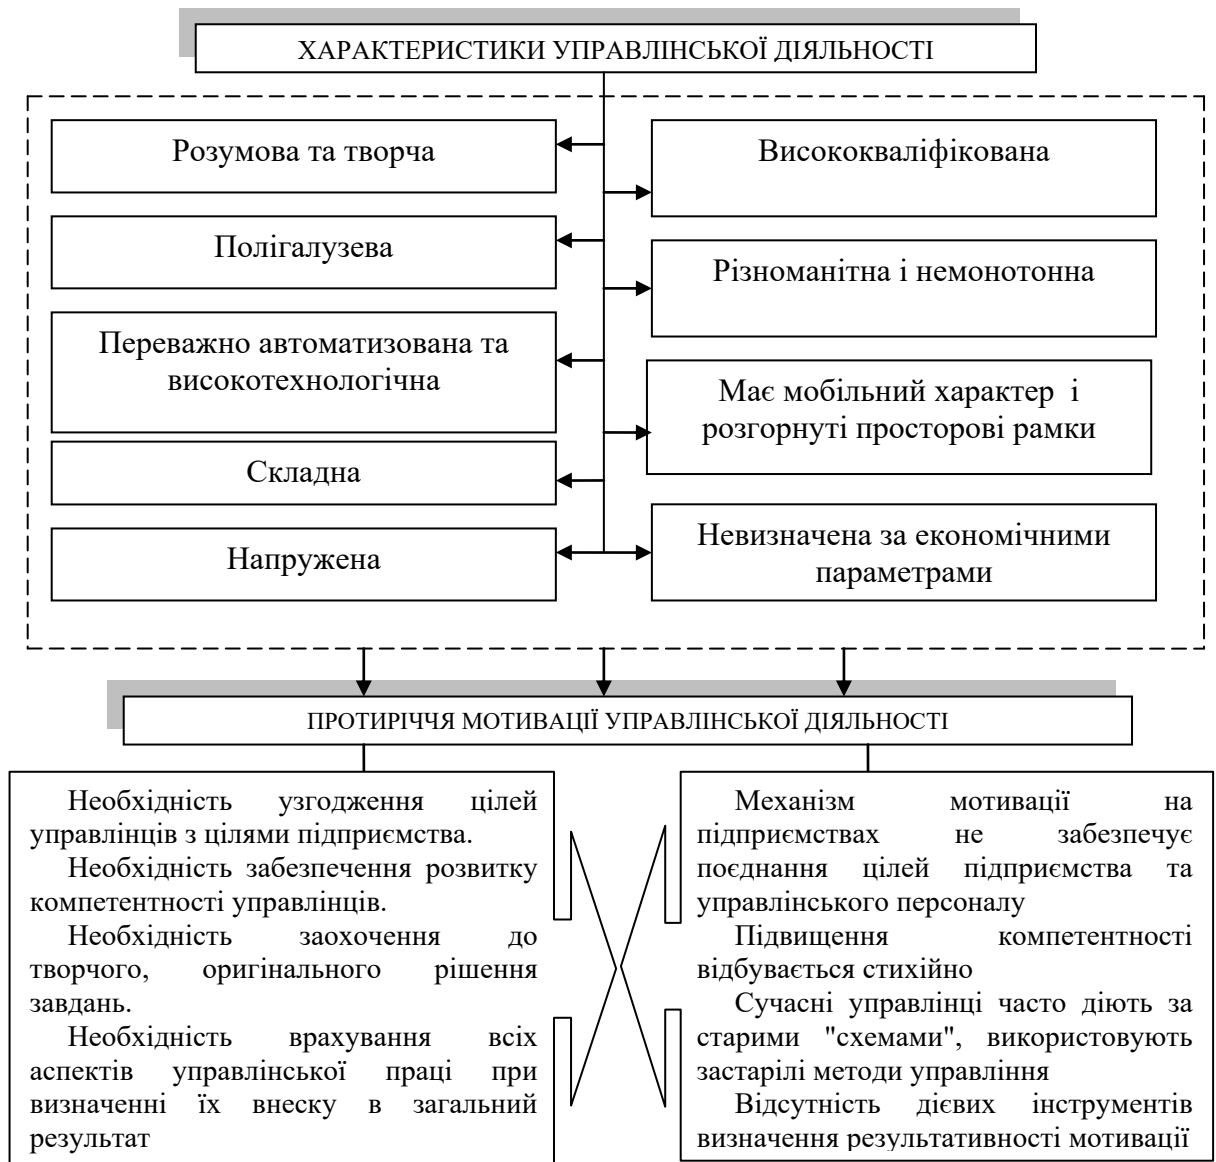 ХАРАКТЕРИСТИКИ УПРАВЛІНСЬКОЇ ДІЯЛЬНОСТІ
Розумова та творча
Висококваліфікована
Полігалузева
Різноманітна і немонотонна
Переважно автоматизована та
високотехнологічна
Має мобільний характер і
розгорнуті просторові рамки
Складна
Напружена
Невизначена за економічними
параметрами
ПРОТИРІЧЧЯ МОТИВАЦІЇ УПРАВЛІНСЬКОЇ ДІЯЛЬНОСТІ
Необхідність узгодження цілей
управлінців з цілями підприємства.
Необхідність забезпечення розвитку
компетентності управлінців.
Необхідність заохочення до
творчого, оригінального рішення
завдань.
Необхідність врахування всіх
аспектів управлінської праці при
визначенні їх внеску в загальний
результат
Механізм мотивації на
підприємствах не забезпечує
поєднання цілей підприємства та
управлінського персоналу
Підвищення компетентності
відбувається стихійно
Сучасні управлінці часто діють за
старими "схемами", використовують
застарілі методи управління
Відсутність дієвих інструментів
визначення результативності мотивації